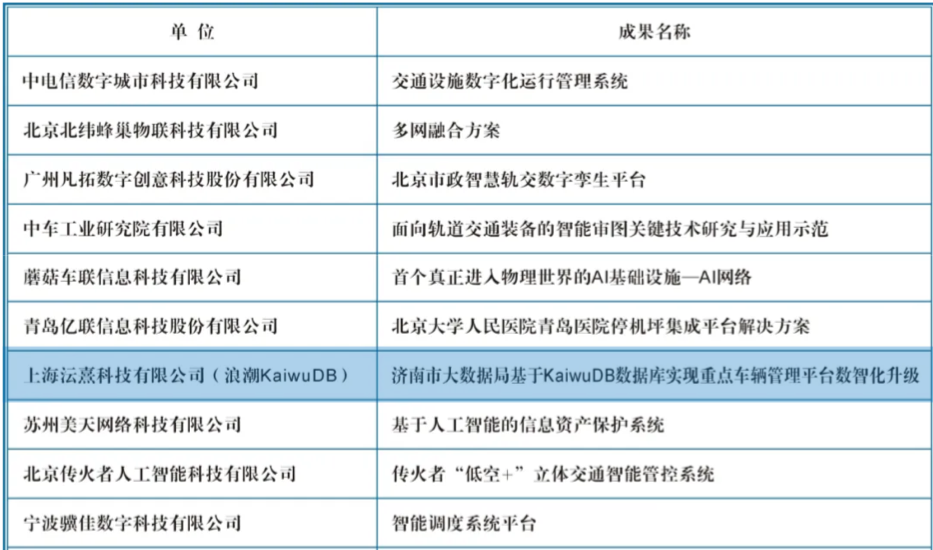 单 位 成果名称
中电信数字城市科技有限公司 交通设施数字化运行管理系统
北京北纬蜂巢物联科技有限公司 多网融合方案
广州凡拓数字创意科技股份有限公司 北京市政智慧轨交数字孪生平台
中车工业研究院有限公司 面向轨道交通装备的智能审图关键技术研究与应用示范
蘑菇车联信息科技有限公司 首个真正进入物理世界的AI基础设施—AI网络
青岛亿联信息科技股份有限公司 北京大学人民医院青岛医院停机坪集成平台解决方案
上海沄熹科技有限公司（浪潮KaiwuDB） 济南市大数据局基于KaiwuDB数据库实现重点车辆管理平台数智化升级
苏州美天网络科技有限公司 基于人工智能的信息资产保护系统
北京传火者人工智能科技有限公司 传火者“低空+”立体交通智能管控系统
宁波骥佳数字科技有限公司 智能调度系统平台